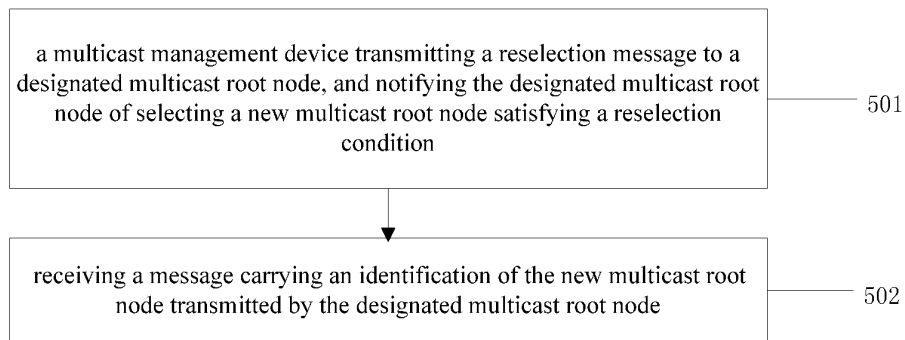 a multicast management device transmitting a reselection message to a
designated multicast root node, and notifying the designated multicast root
node of selecting a new multicast root node satisfying a reselection
condition
501
receiving a message carrying an identification of the new multicast root
node transmitted by the designated multicast root node
502